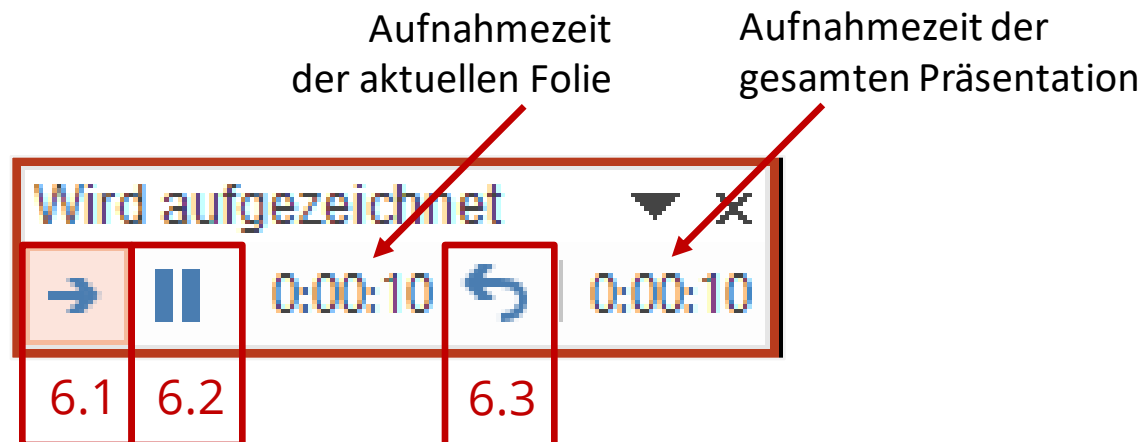 Aufnahmezeit
der aktuellen Folie
Aufnahmezeit der
gesamten Präsentation
Wird aufgezeichnet
0:00:10
0:00:10
6.1
6.2
6.3